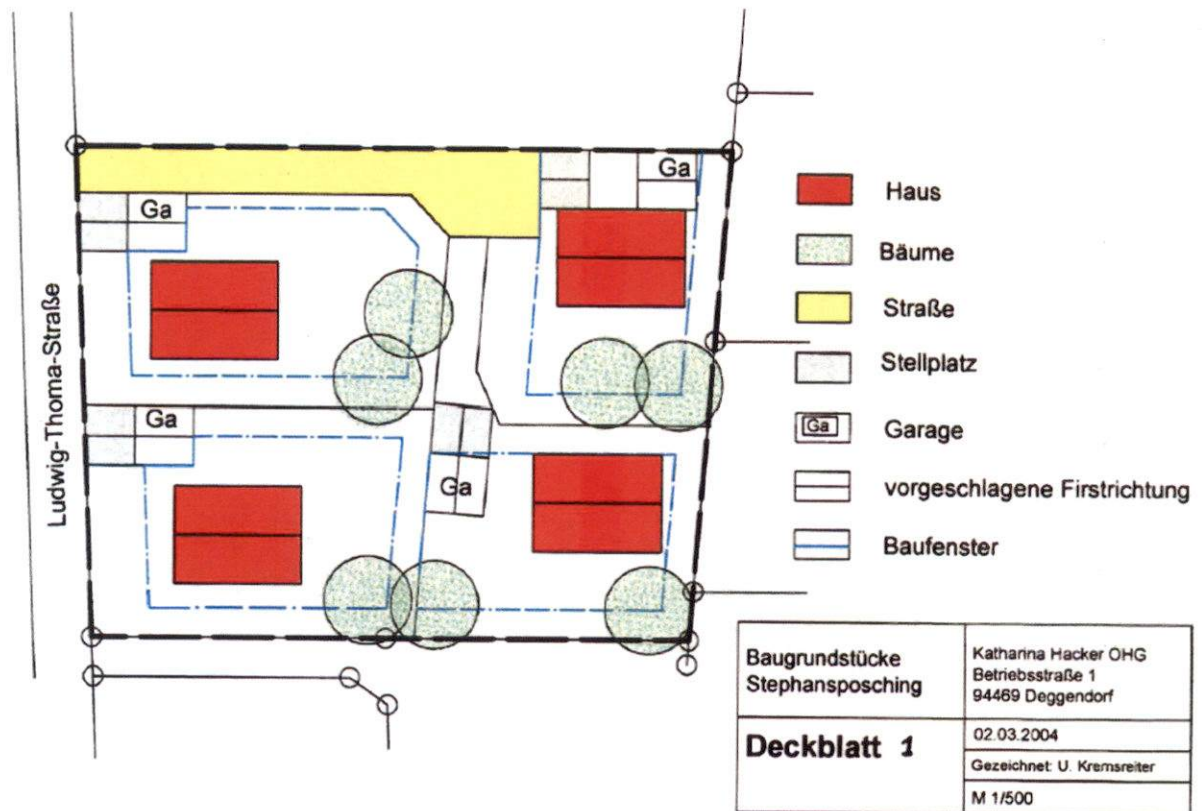 Ludwig-Thoma-Straße
Ga
Ga
Ga
Ga
Haus
Bäume
Straße
Stellplatz
Ga
Garage
vorgeschlagene Firstrichtung
Baufenster
Baugrundstücke
Stephansposching
Katharina Hacker OHG
Betriebsstraße 1
94469 Deggendorf
Deckblatt 1
02.03.2004
Gezeichnet: U. Kremsreiter
M 1/500